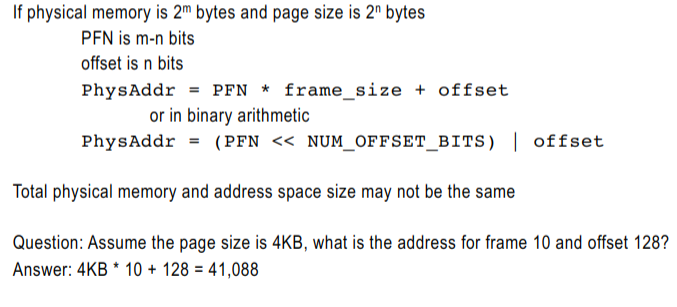 If physical memory is 2ᵐ bytes and page size is 2ⁿ bytes
PFN is m-n bits
offset is n bits
PhysAddr = PFN * frame_size + offset
or in binary arithmetic
PhysAddr = (PFN << NUM_OFFSET_BITS) | offset
Total physical memory and address space size may not be the same
Question: Assume the page size is 4KB, what is the address for frame 10 and offset 128?
Answer: 4KB * 10 + 128 = 41,088